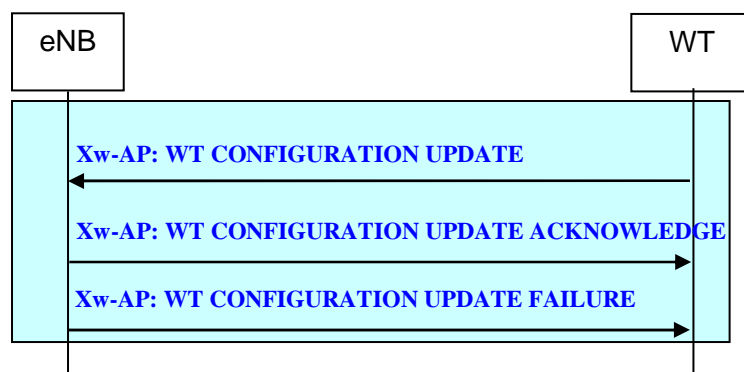 eNB
WT
Xw-AP: WT CONFIGURATION UPDATE
Xw-AP: WT CONFIGURATION UPDATE ACKNOWLEDGE
Xw-AP: WT CONFIGURATION UPDATE FAILURE